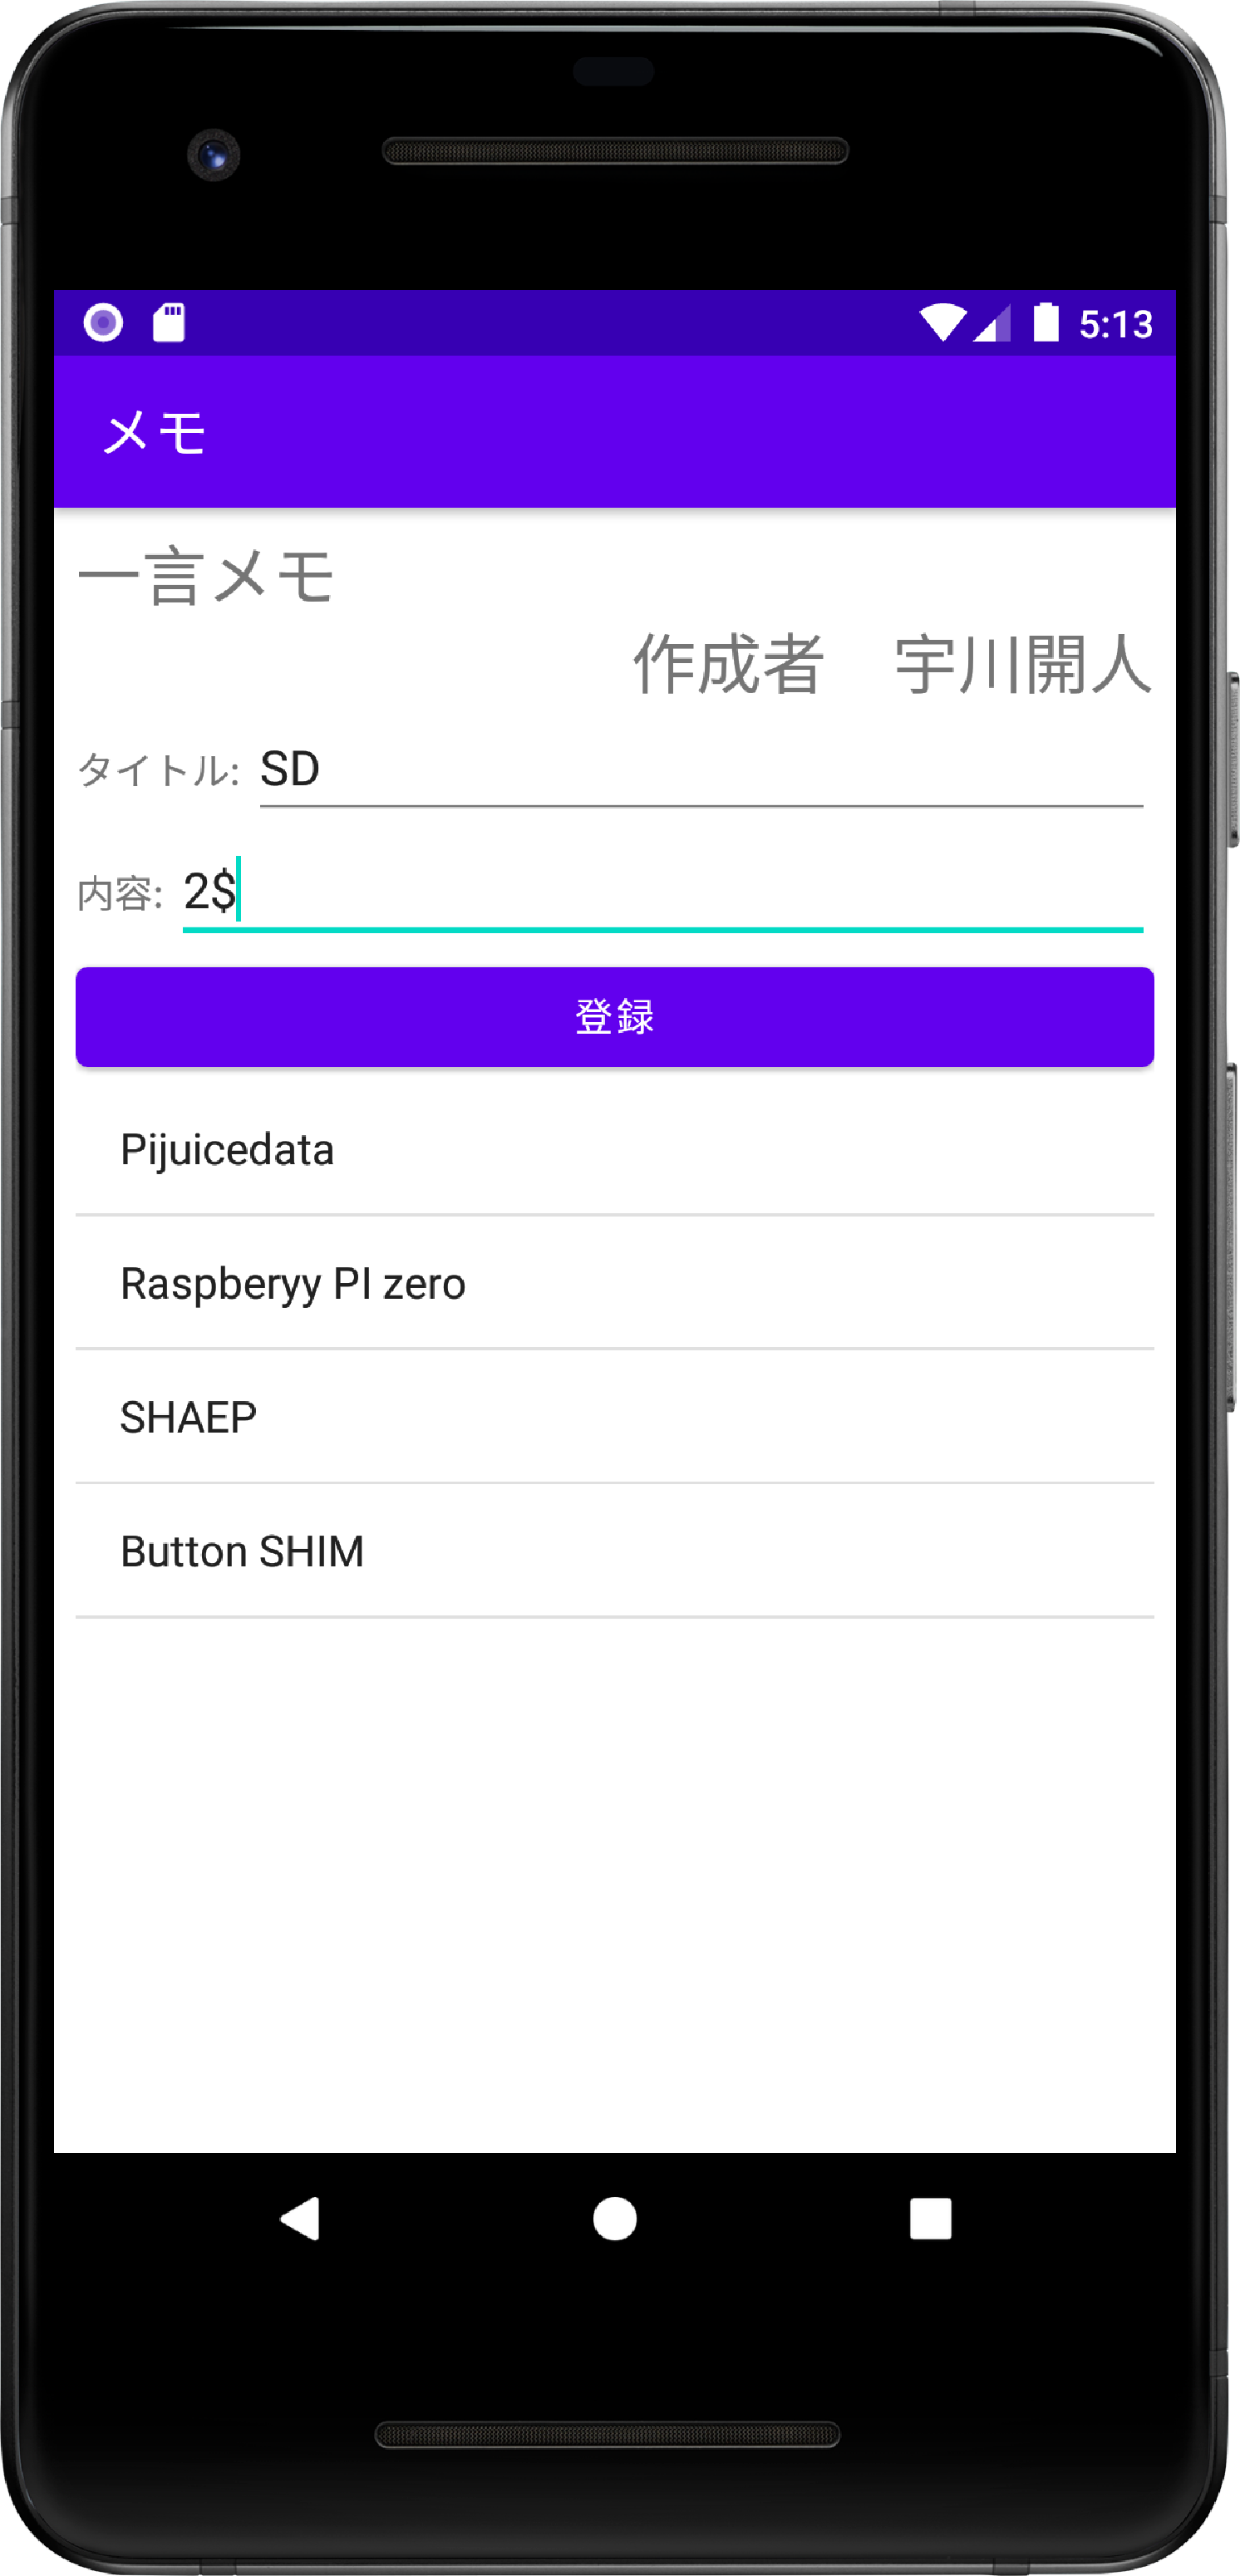 5:13
メモ
一言メモ
作成者　宇川開人
タイトル: SD
内容: 2$
登録
Pijuicedata
Raspberyy PI zero
SHAEP
Button SHIM